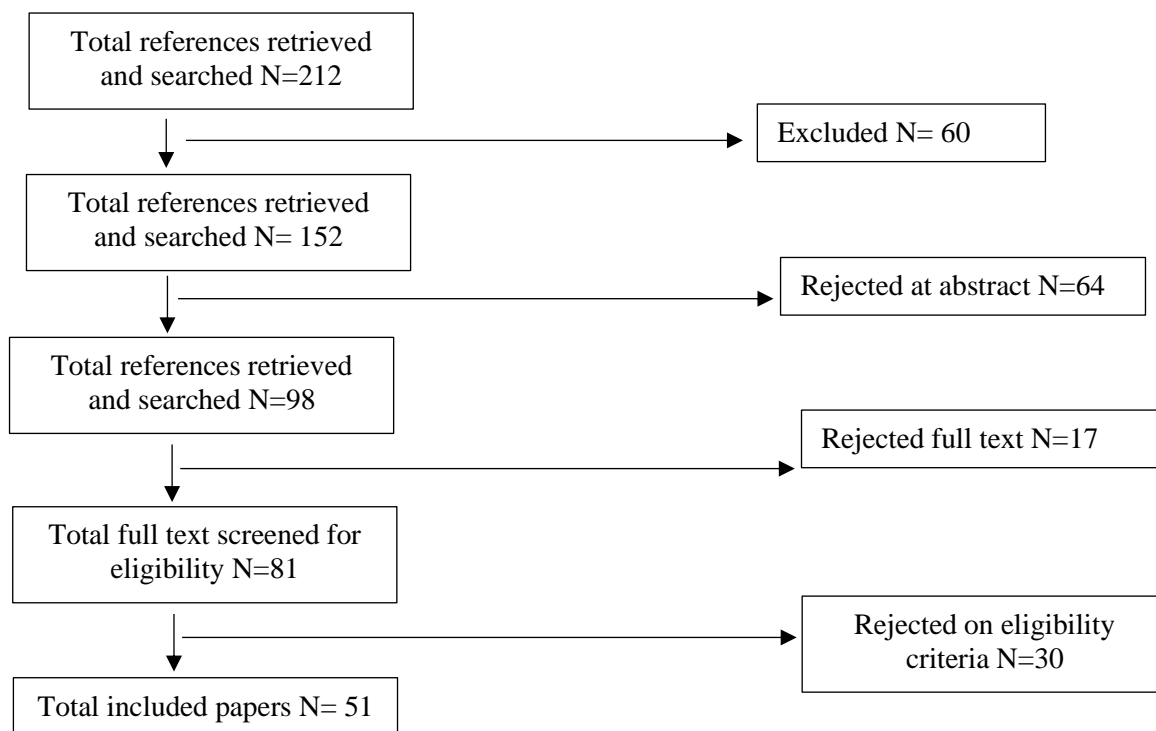 Total references retrieved
and searched N=212
Excluded N= 60
Total references retrieved
and searched N= 152
Rejected at abstract N=64
Total references retrieved
and searched N=98
Rejected full text N=17
Total full text screened for
eligibility N=81
Rejected on eligibility
criteria N=30
Total included papers N= 51